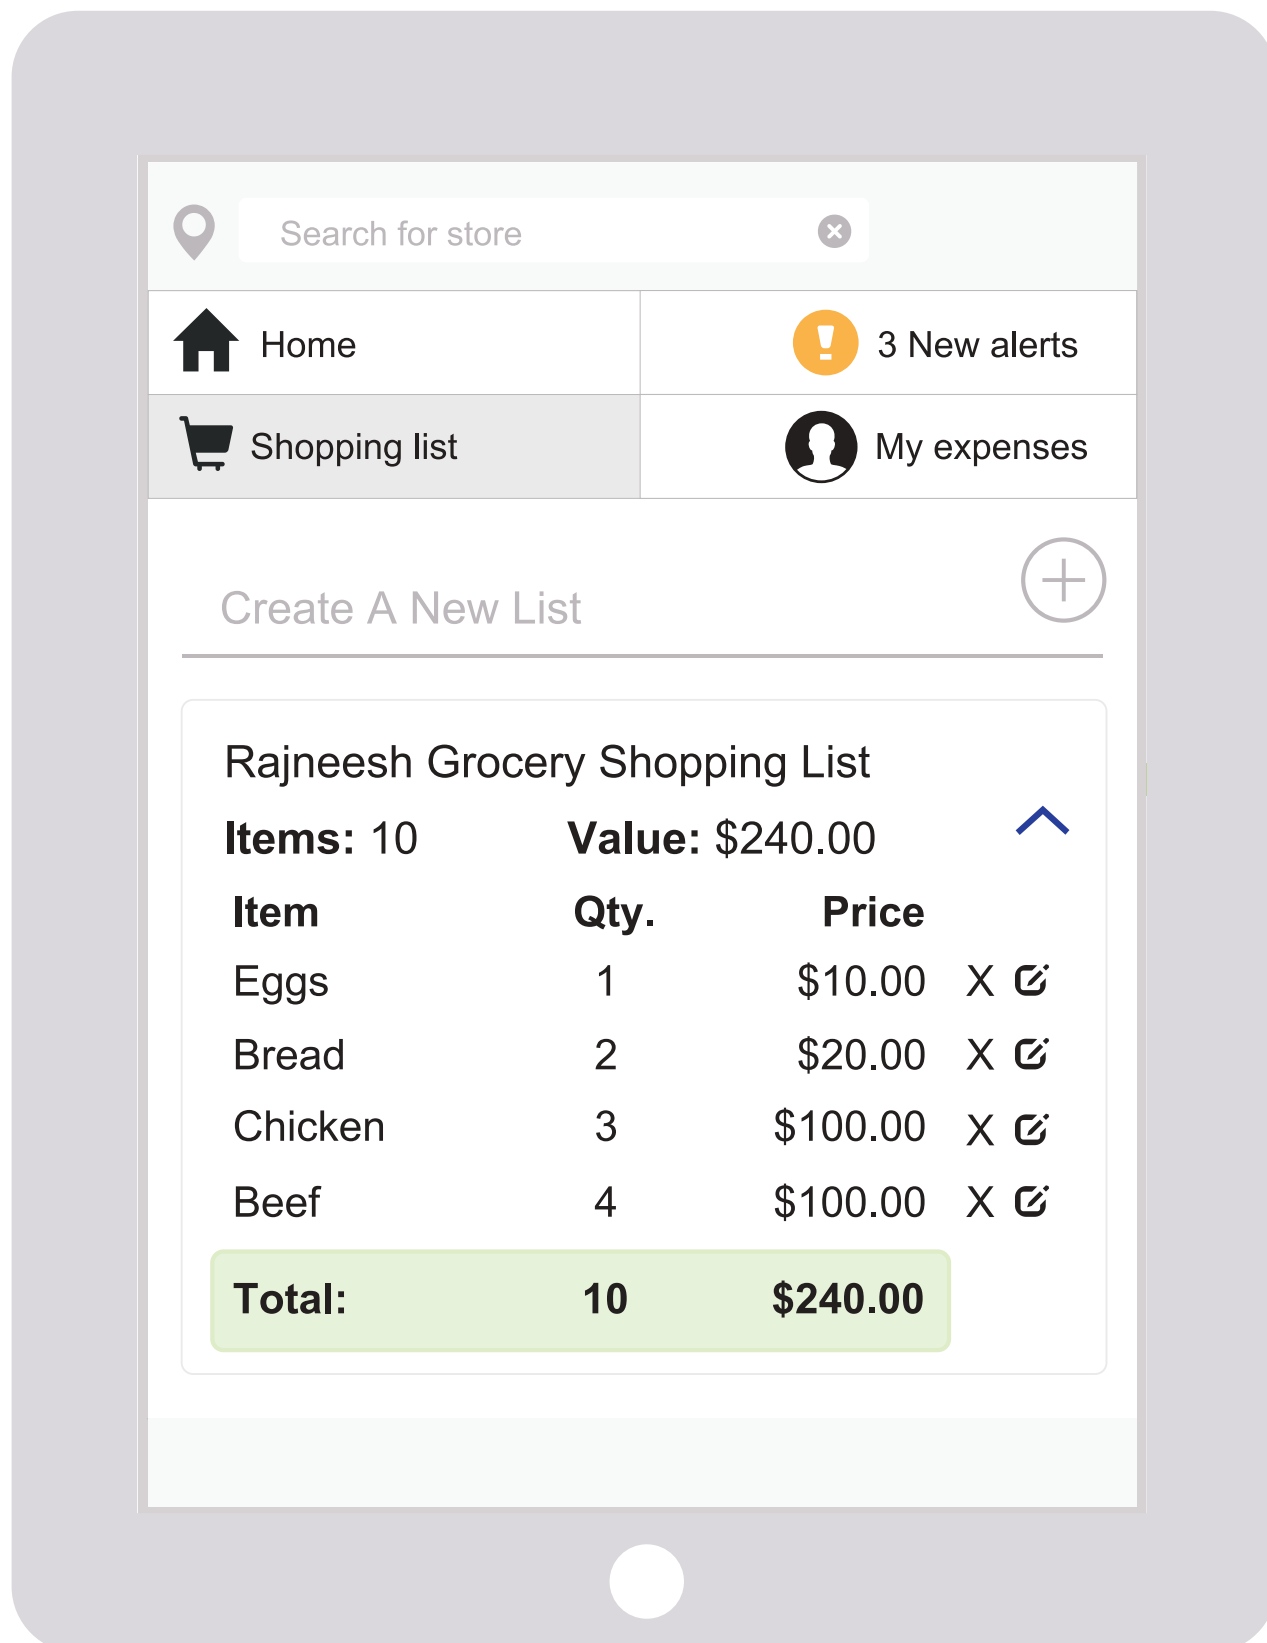 Search for store
Home
3 New alerts
Shopping list
My expenses
Create A New List
Rajneesh Grocery Shopping List
Items: 10 Value: $240.00
Item Qty. Price
Eggs 1 $10.00 X
Bread 2 $20.00 X
Chicken 3 $100.00 X
Beef 4 $100.00 X
Total: 10 $240.00